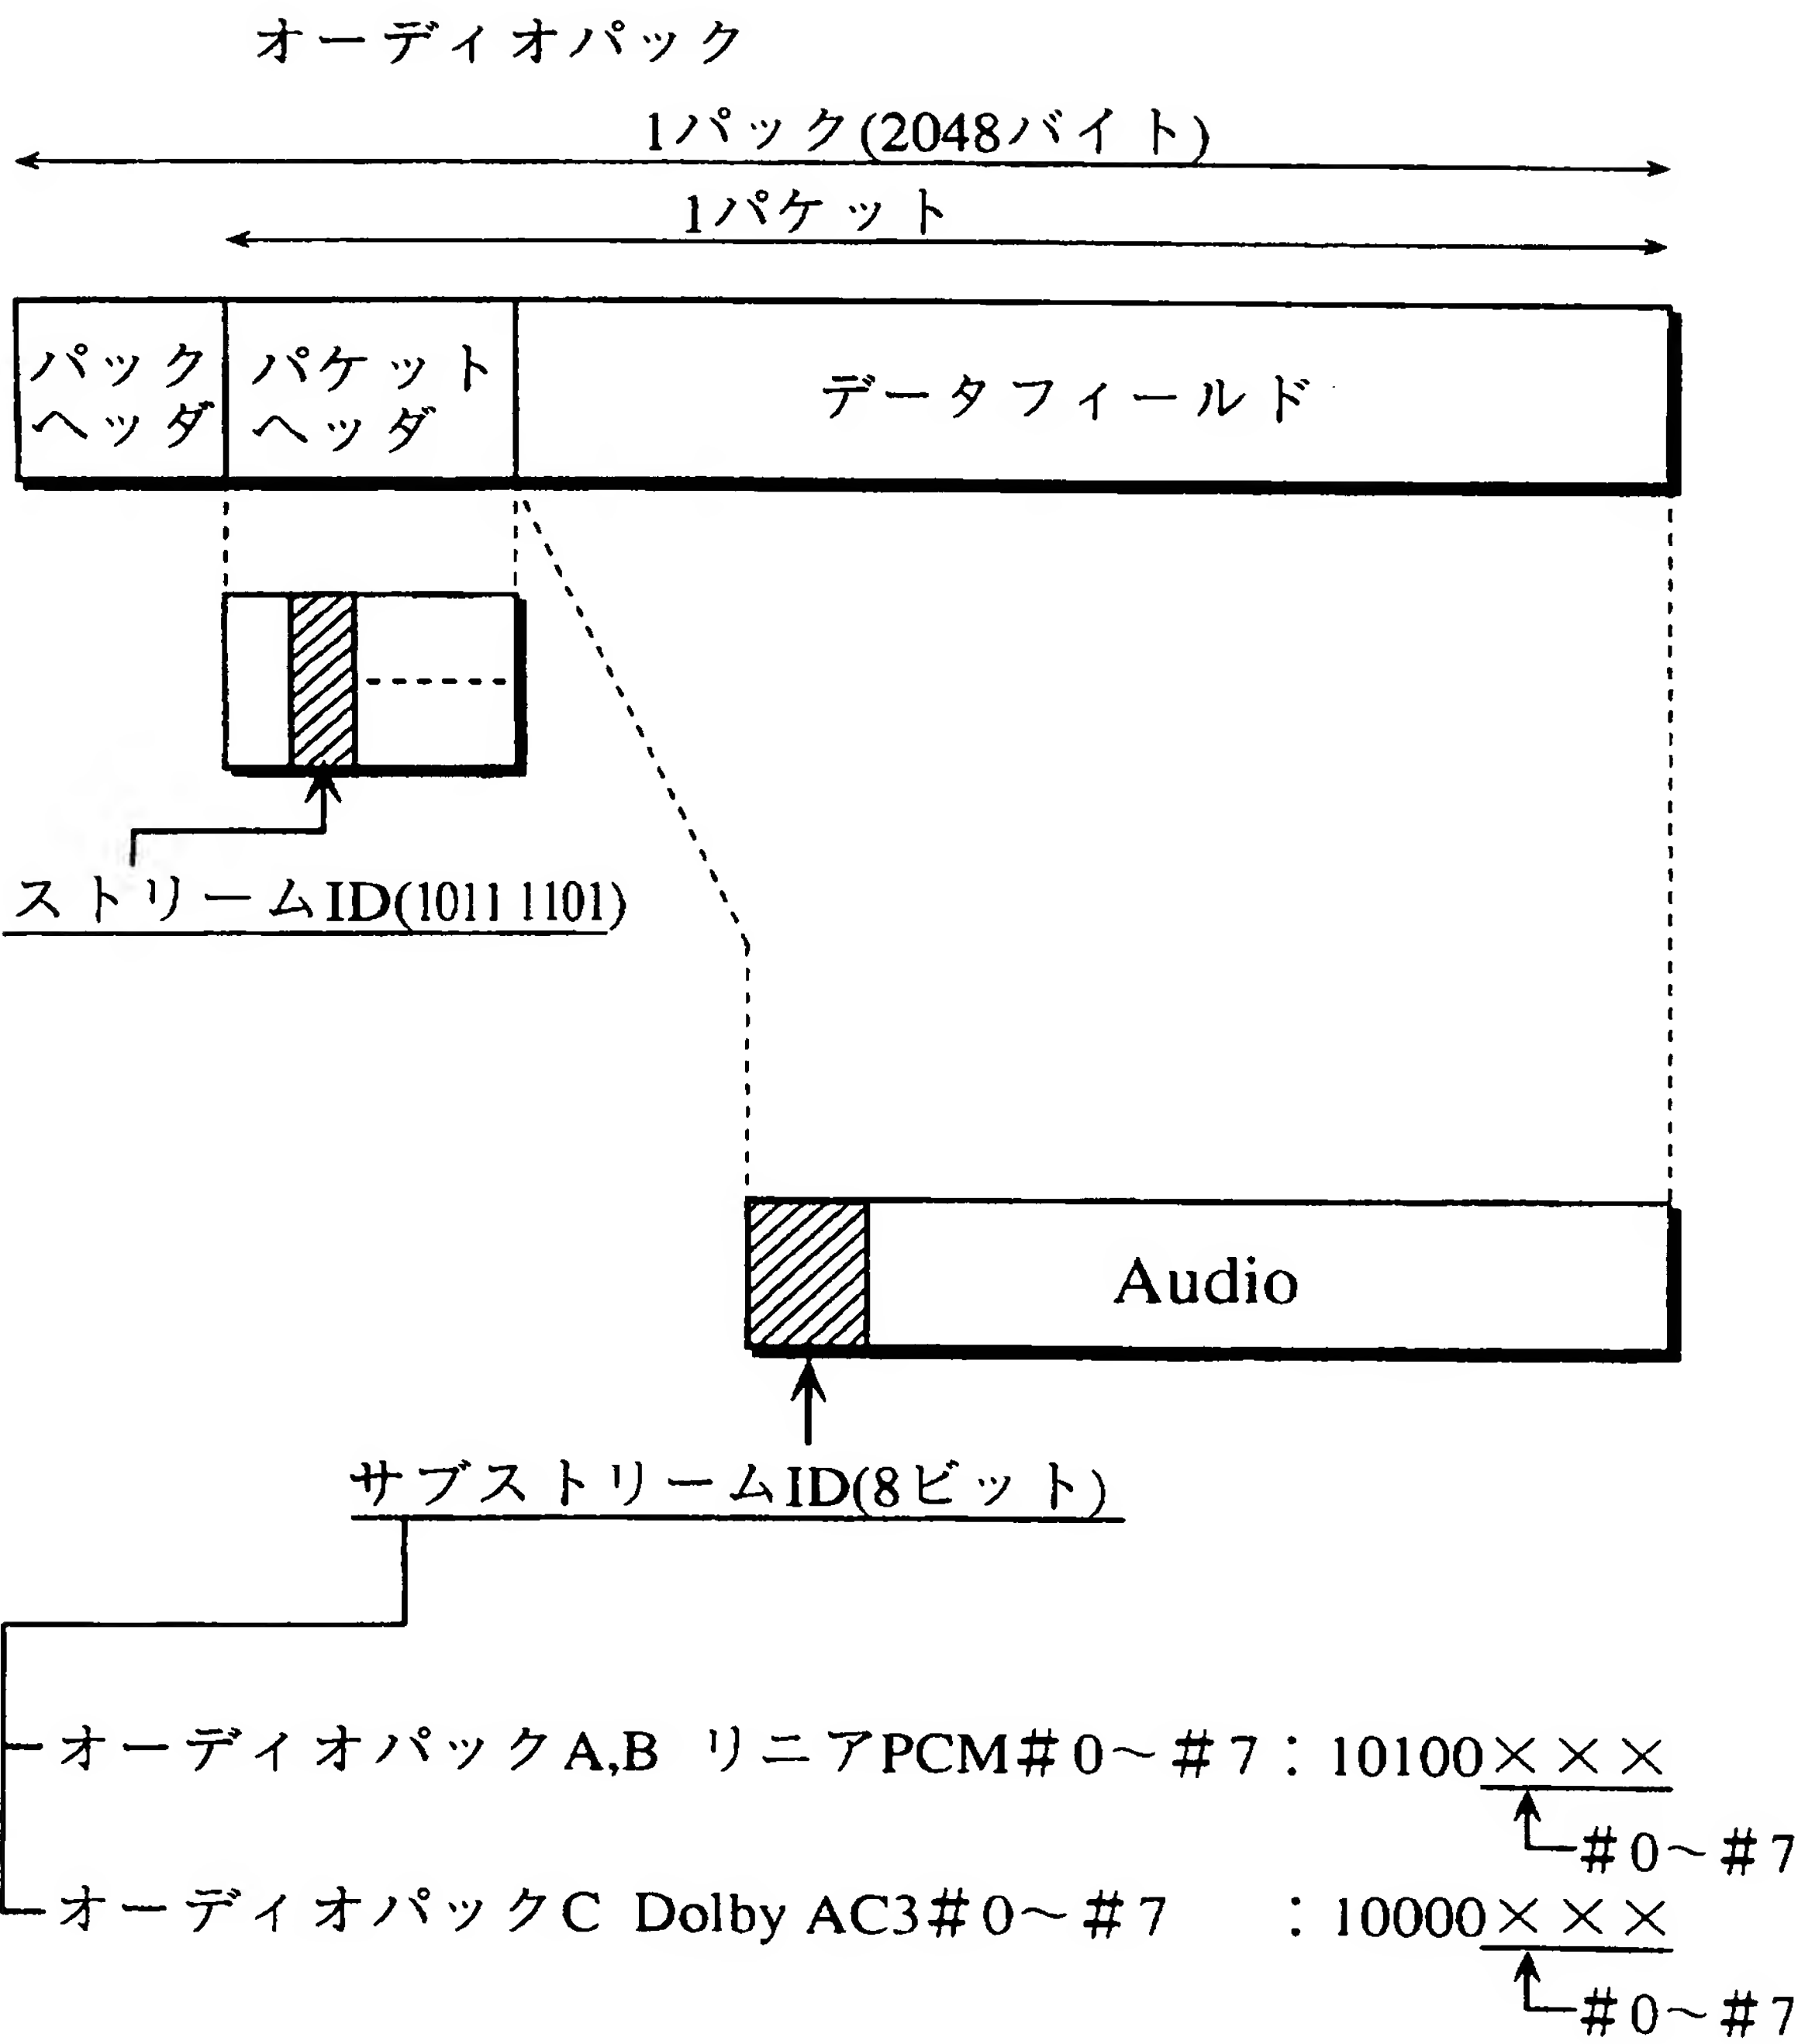 オーディオパック
1パック(2048バイト)
1パケット
パック
ヘッダ
パケット
ヘッダ
データフィールド
ストリームID(1011 1101)
Audio
サブストリームID(8ビット)
オーディオパックA,B リニアPCM#0～#7：10100×××
#0～#7
オーディオパックC Dolby AC3#0～#7 ：10000×××
#0～#7